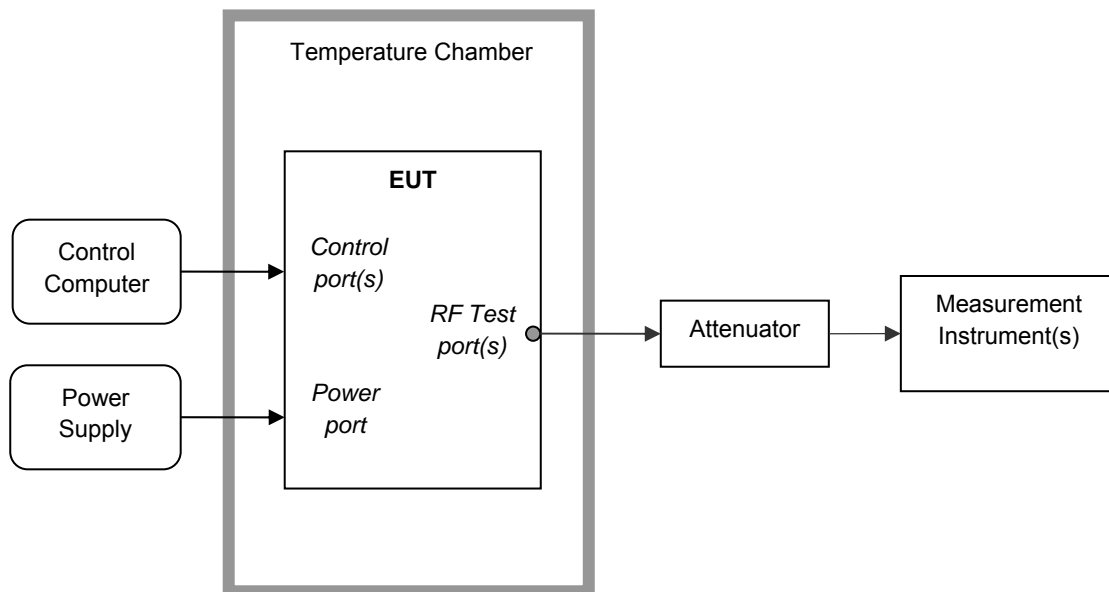 Temperature Chamber
EUT
Control
Computer
Control
port(s)
RF Test
port(s)
Attenuator
Measurement
Instrument(s)
Power
Supply
Power
port